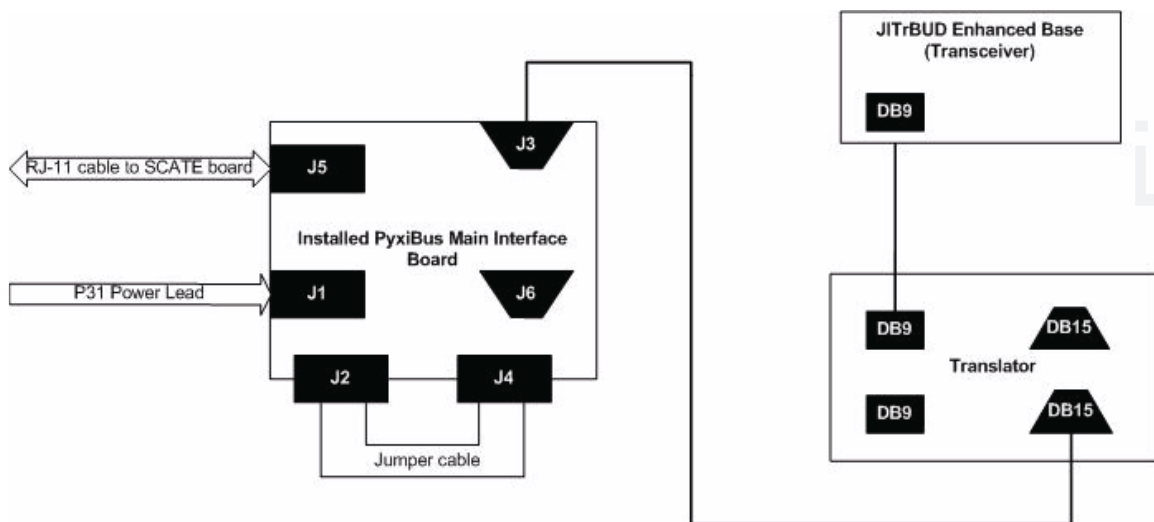 JITrBUD Enhanced Base
(Transceiver)
DB9
J3
RJ-11 cable to SCATE board
J5
Installed PyxiBus Main Interface
Board
P31 Power Lead
J1
J6
DB9
DB15
Translator
J2
J4
DB9
DB15
Jumper cable